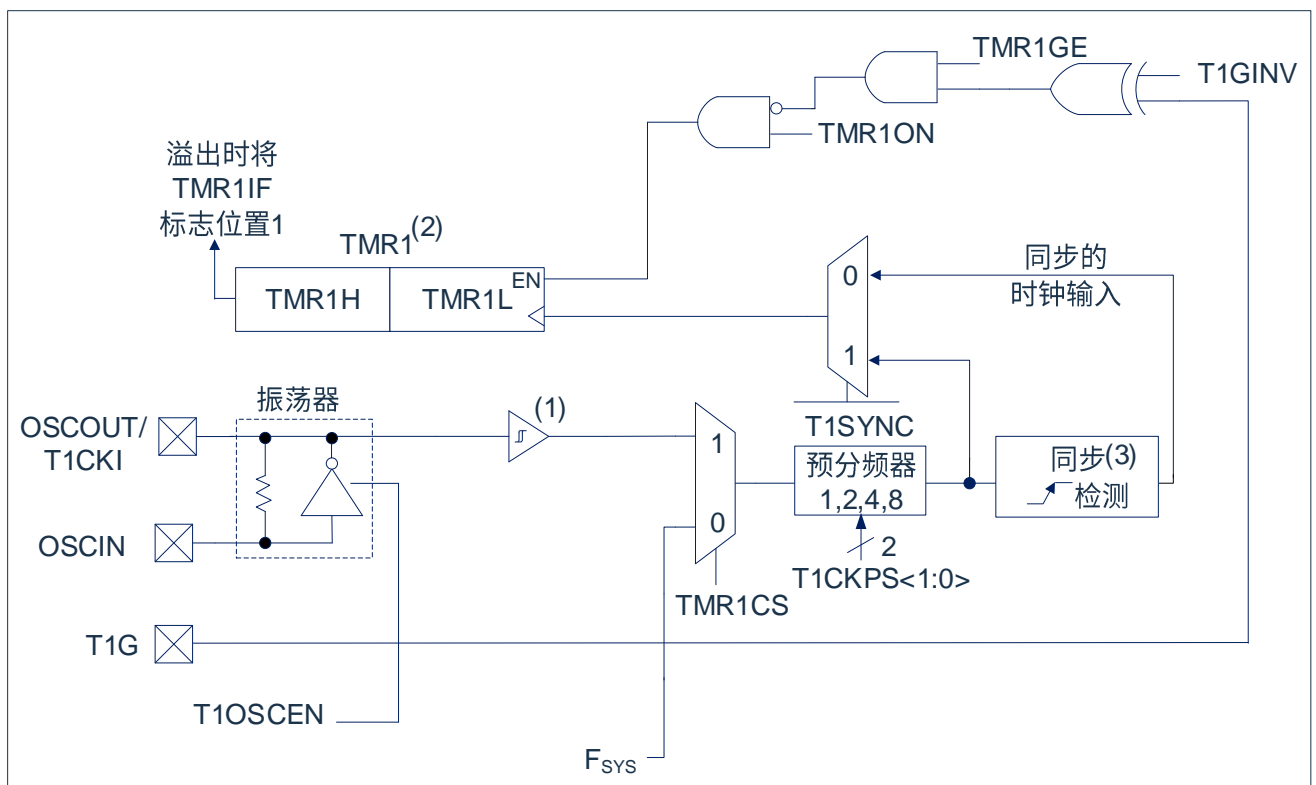 TMR1GE
T1GINV
TMR1ON
溢出时将
TMR1IF
标志位置1
TMR1(2)
EN
TMR1H
TMR1L
0
同步的
时钟输入
1
振荡器
(1)
T1SYNC
OSCOUT/
T1CKI
1
预分频器
1,2,4,8
同步(3)
检测
0
OSCIN
2
T1CKPS<1:0>
TMR1CS
T1G
T1OSCEN
FSYS